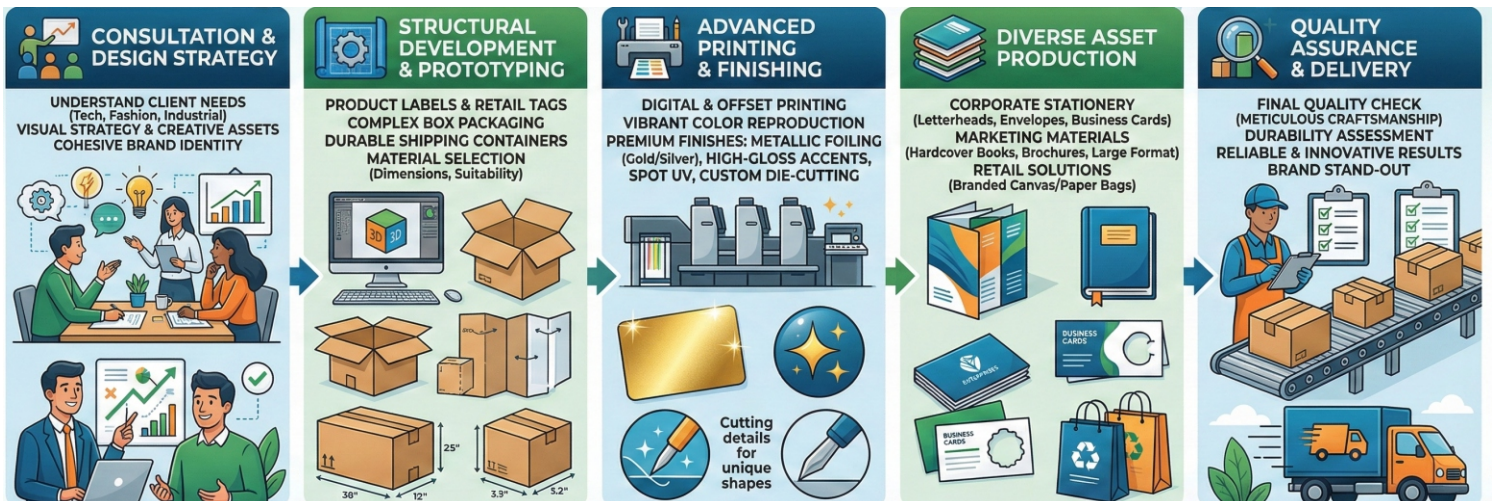 CONSULTATION &
DESIGN STRATEGY
UNDERSTAND CLIENT NEEDS
(Tech, Fashion, Industrial)
VISUAL STRATEGY & CREATIVE ASSETS
COHESIVE BRAND IDENTITY
STRUCTURAL
DEVELOPMENT
& PROTOTYPING
PRODUCT LABELS & RETAIL TAGS
COMPLEX BOX PACKAGING
DURABLE SHIPPING CONTAINERS
MATERIAL SELECTION
(Dimensions, Suitability)
3D
3D
25"
38"
12"
3.3"
5.2"
ADVANCED
PRINTING
& FINISHING
DIGITAL & OFFSET PRINTING
VIBRANT COLOR REPRODUCTION
PREMIUM FINISHES: METALLIC FOILING
(Gold/Silver), HIGH-GLOSS ACCENTS,
SPOT UV, CUSTOM DIE-CUTTING
Cutting
details
for
unique
shapes
DIVERSE ASSET
PRODUCTION
CORPORATE STATIONERY
(Letterheads, Envelopes, Business Cards)
MARKETING MATERIALS
(Hardcover Books, Brochures, Large Format)
RETAIL SOLUTIONS
(Branded Canvas/Paper Bags)
BUSINESS
CARDS
ENTERPRISES
BUSINESS
CARDS
QUALITY
ASSURANCE
& DELIVERY
FINAL QUALITY CHECK
(METICULOUS CRAFTSMANSHIP)
DURABILITY ASSESSMENT
RELIABLE & INNOVATIVE RESULTS
BRAND STAND-OUT